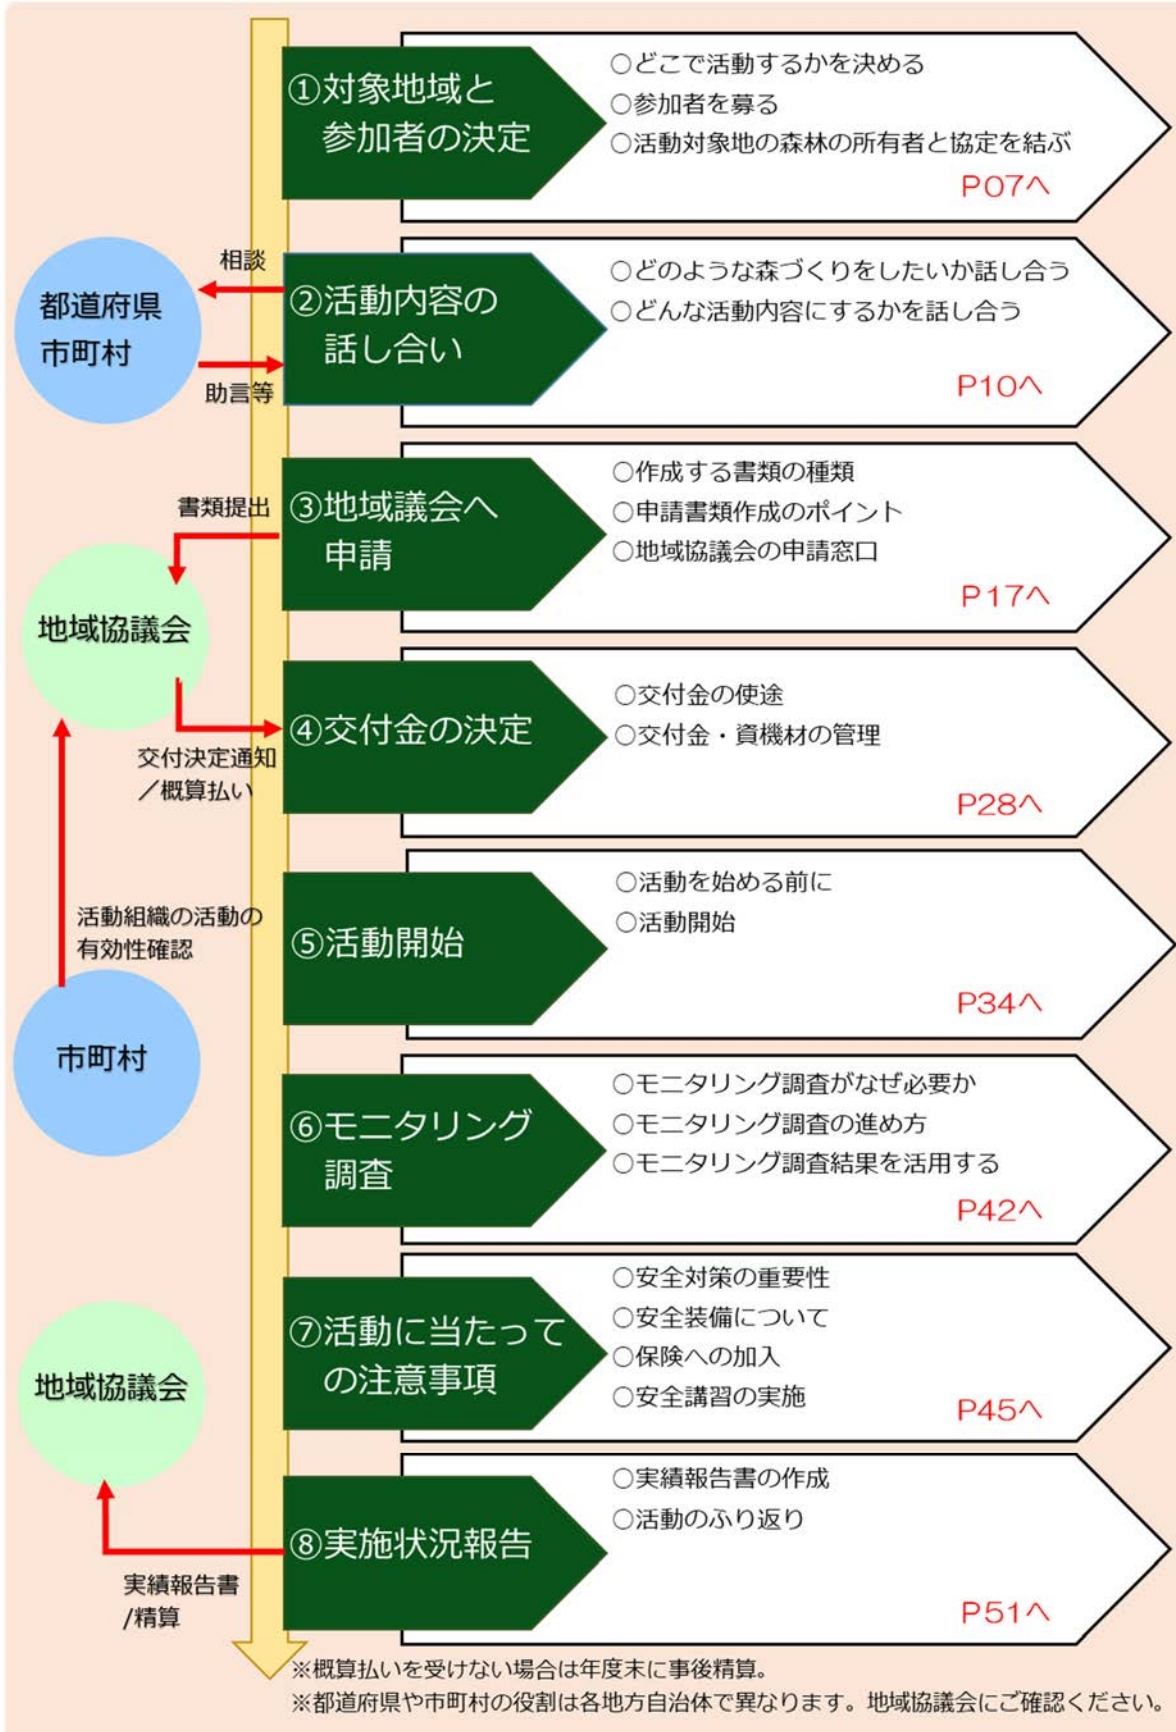 ①対象地域と
参加者の決定
○どこで活動するかを決める
○参加者を募る
○活動対象地の森林の所有者と協定を結ぶ
P07へ
都道府県
市町村
相談
助言等
②活動内容の
話し合い
○どのような森づくりをしたいか話し合う
○どんな活動内容にするかを話し合う
P10へ
書類提出
③地域議会へ
申請
○作成する書類の種類
○申請書類作成のポイント
○地域協議会の申請窓口
P17へ
地域協議会
交付決定通知
／概算払い
④交付金の決定
○交付金の使途
○交付金・資機材の管理
P28へ
活動組織の活動の
有効性確認
市町村
⑤活動開始
○活動を始める前に
○活動開始
P34へ
⑥モニタリング
調査
○モニタリング調査がなぜ必要か
○モニタリング調査の進め方
○モニタリング調査結果を活用する
P42へ
⑦活動に当たって
の注意事項
○安全対策の重要性
○安全装備について
○保険への加入
○安全講習の実施
P45へ
地域協議会
実績報告書
/精算
⑧実施状況報告
○実績報告書の作成
○活動のふり返り
P51へ
※概算払いを受けない場合は年度末に事後精算。
※都道府県や市町村の役割は各地方自治体で異なります。地域協議会にご確認ください。